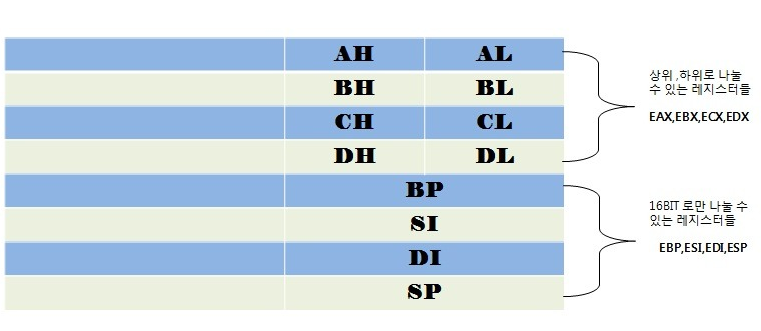 AH AL
BH BL
CH CL
DH DL
BP
SI
DI
SP
상위 ,하위로 나눌
수 있는 레지스터들
EAX,EBX,ECX,EDX
16BIT 로만 나눌 수
있는 레지스터들
EBP,ESI,EDI,ESP